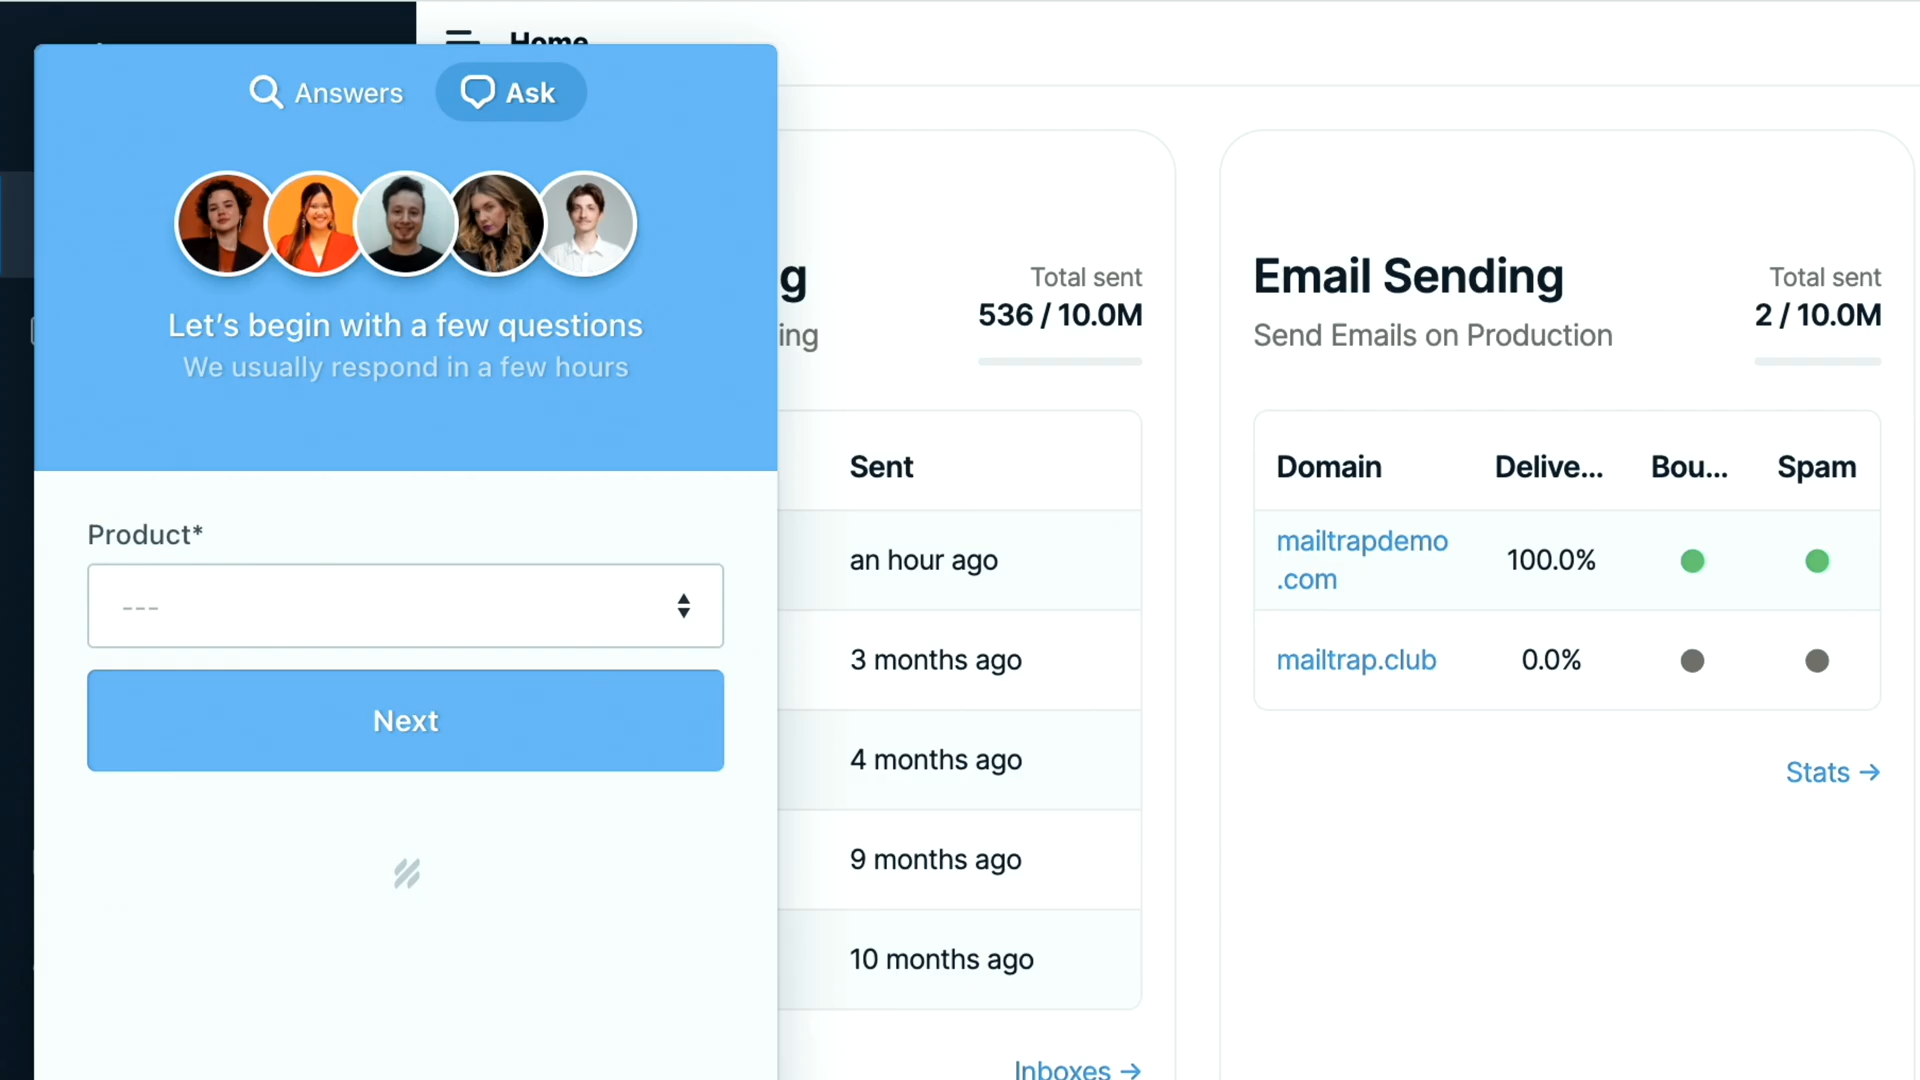 Home
Answers
Ask
Let's begin with a few questions
We usually respond in a few hours
Product*
---
Next
g
ing
Total sent
536 / 10.0M
Sent
an hour ago
3 months ago
4 months ago
9 months ago
10 months ago
Inboxes →
Email Sending
Send Emails on Production
Total sent
2 / 10.0M
Domain Delive... Bou... Spam
mailtrapdemo
.com
100.0%
mailtrap.club 0.0%
Stats →